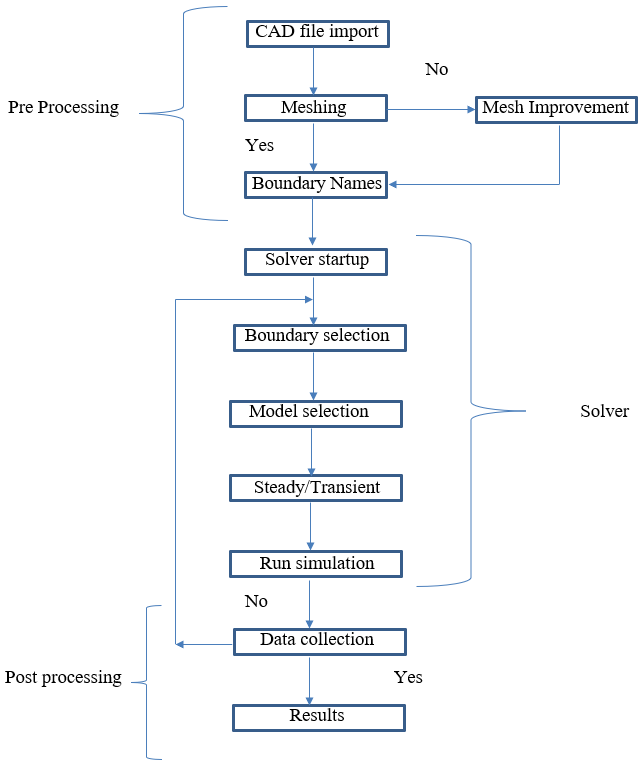 CAD file import
No
Pre Processing
Meshing
Mesh Improvement
Yes
Boundary Names
Solver startup
Boundary selection
Model selection
Solver
Steady/Transient
Run simulation
No
Data collection
Post processing
Yes
Results